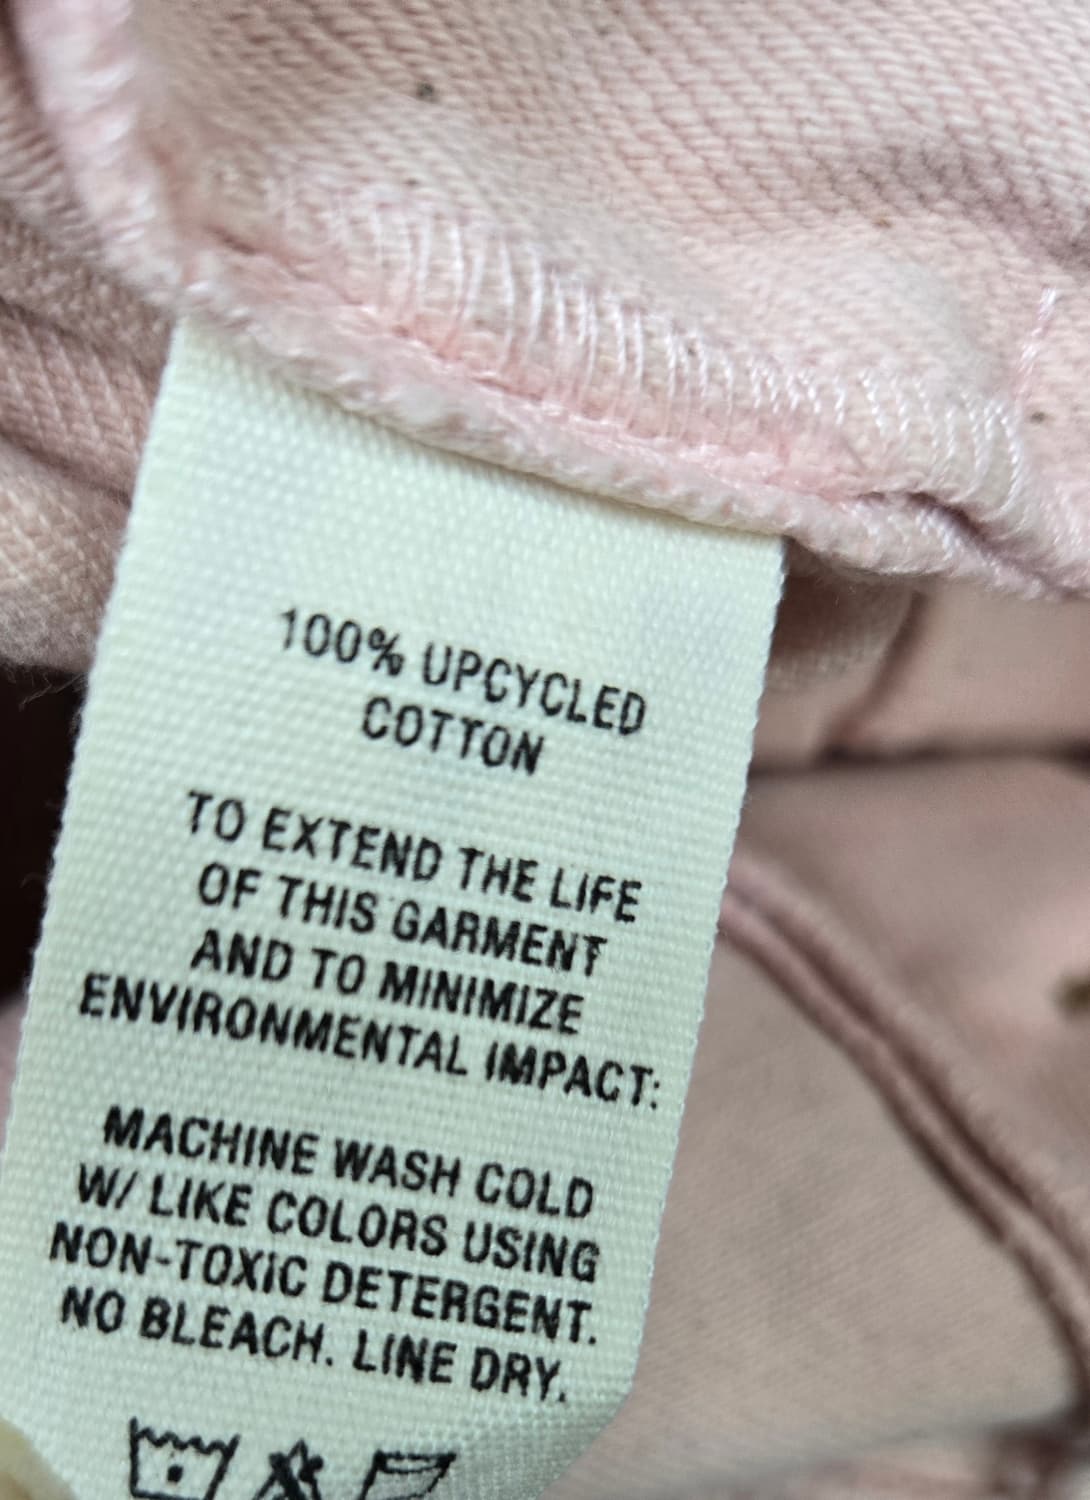 100% UPCYCLED
COTTON
TO EXTEND THE LIFE
OF THIS GARMENT
AND TO MINIMIZE
ENVIRONMENTAL IMPACT:
MACHINE WASH COLD
W/ LIKE COLORS USING
NON-TOXIC DETERGENT.
NO BLEACH. LINE DRY.